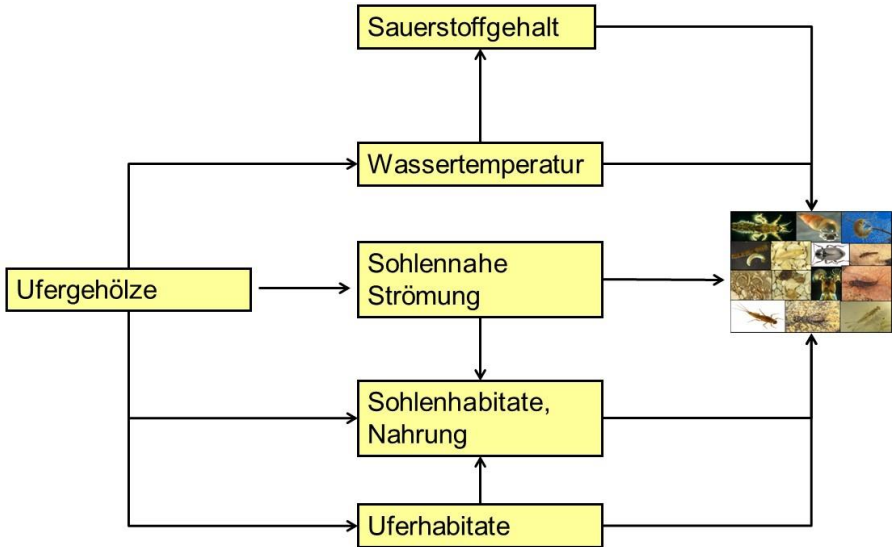 Sauerstoffgehalt
Wassertemperatur
Ufergehölze
Sohlennahe
Strömung
Sohlenhabitate,
Nahrung
Uferhabitate